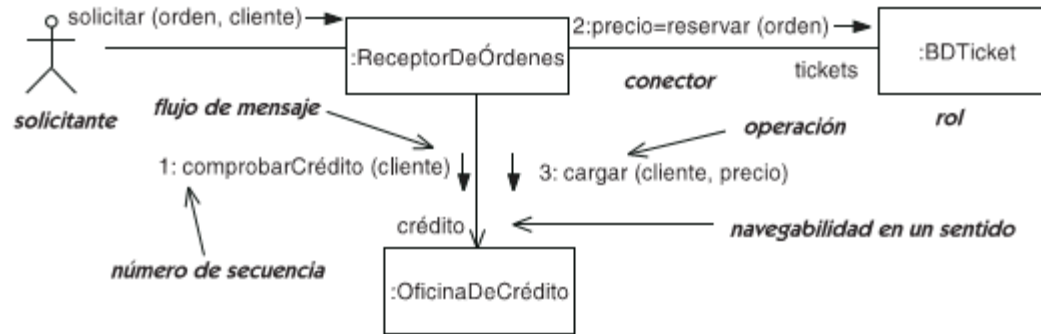 solicitar (orden, cliente)
2:precio=reservar (orden)
:ReceptorDeÓrdenes
:BDTicket
tickets
conector
solicitante
flujo de mensaje
operación
rol
1: comprobarCrédito (cliente)
3: cargar (cliente, precio)
crédito
navegabilidad en un sentido
número de secuencia
:OficinaDeCrédito